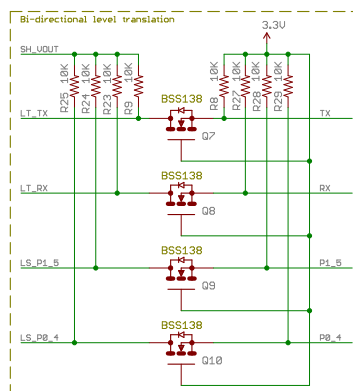 Bi-directional level translation
3.3V
SH_VOUT
R25 10K
R24 10K
R23 10K
R9 10K
R8 10K
R27 10K
R28 10K
R29 10K
BSS138
LT_TX
TX
Q7
BSS138
LT_RX
RX
Q8
BSS138
LS_P1_5
P1_5
Q9
BSS138
LS_P0_4
P0_4
Q10